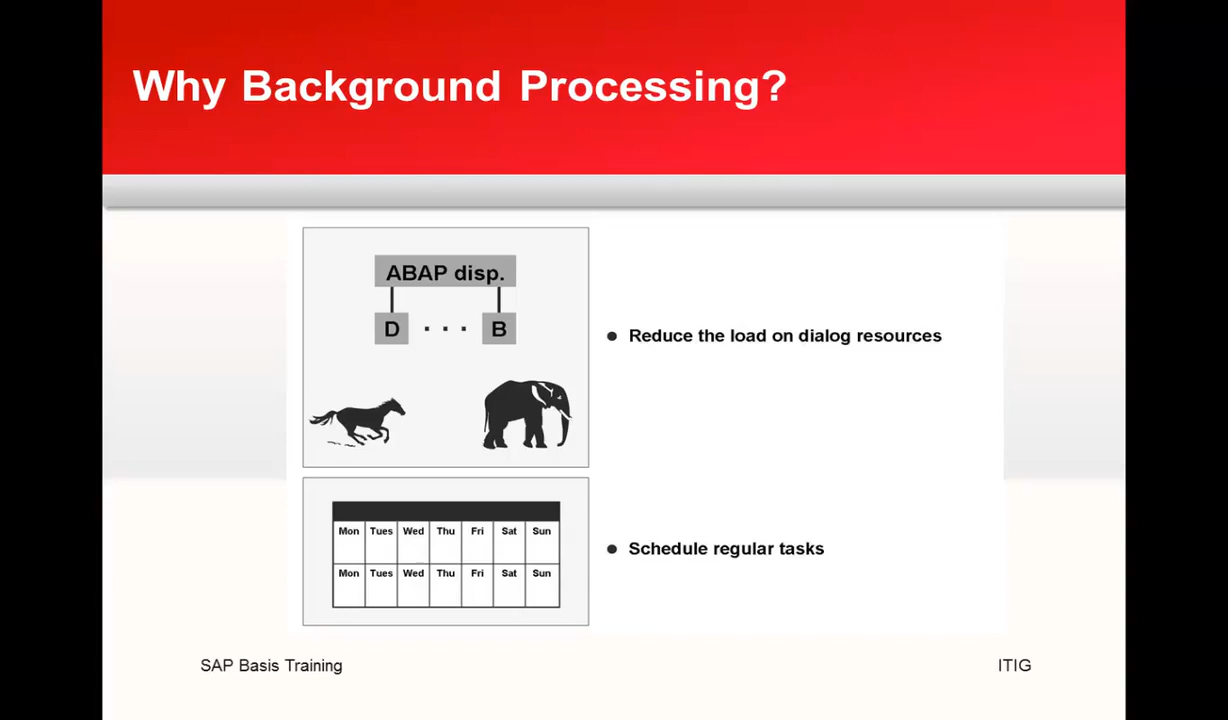 Why Background Processing?
ABAP disp.
D . . . B
● Reduce the load on dialog resources
Mon Tues Wed Thu Fri Sat Sun
Mon Tues Wed Thu Fri Sat Sun
● Schedule regular tasks
SAP Basis Training
ITIG